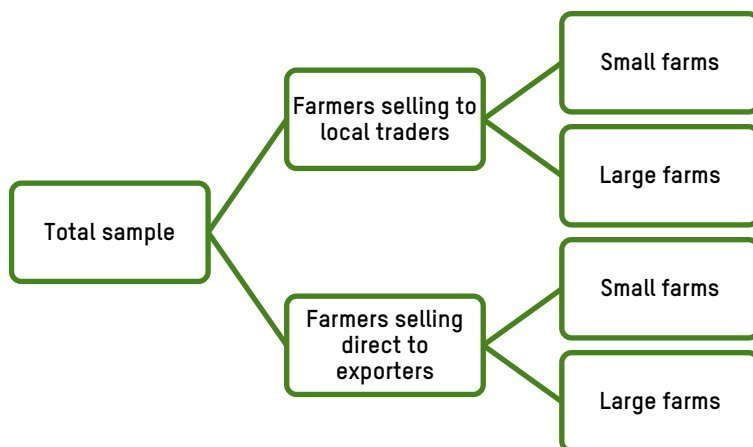 Total sample
Farmers selling to
local traders
Small farms
Large farms
Farmers selling
direct to
exporters
Small farms
Large farms